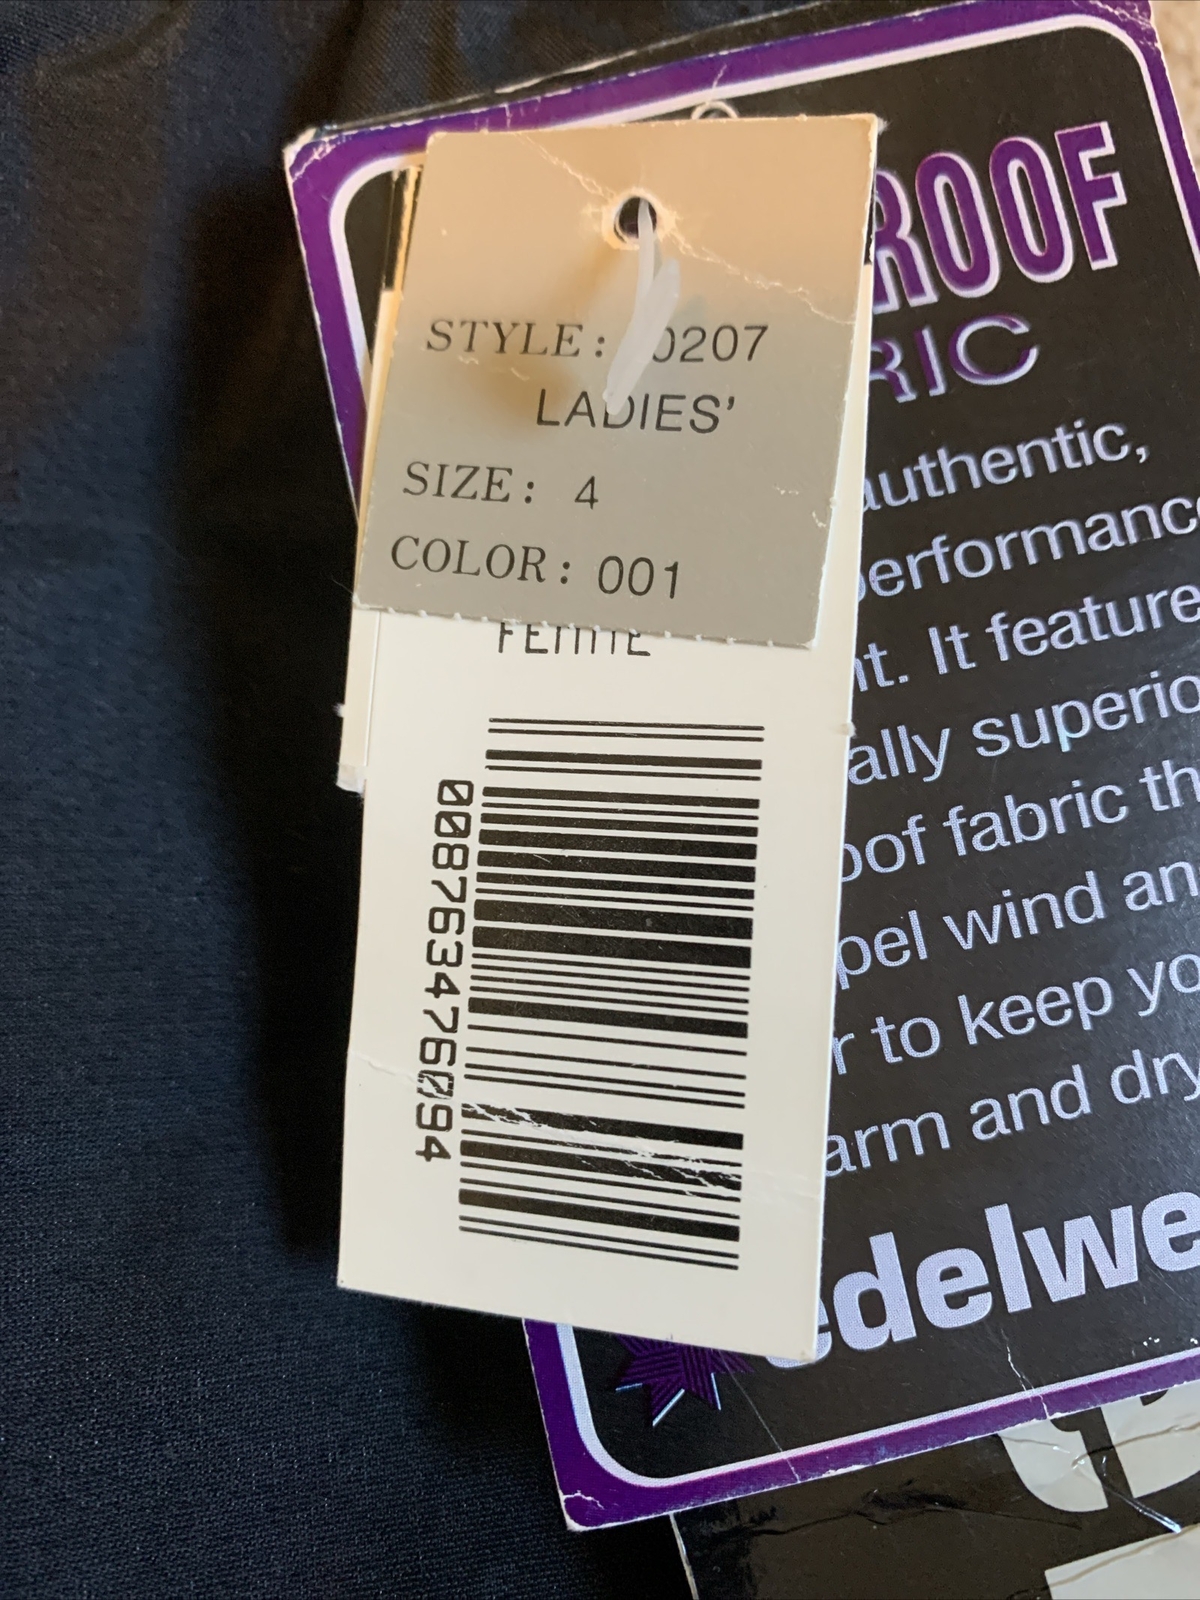 STYLE: 0207
LADIES'
SIZE: 4
COLOR: 001
008763476094
ROOF
RIC
authentic,
performance
nt. It feature
ally superio
oof fabric th
pel wind an
r to keep yo
arm and dry
edelwe